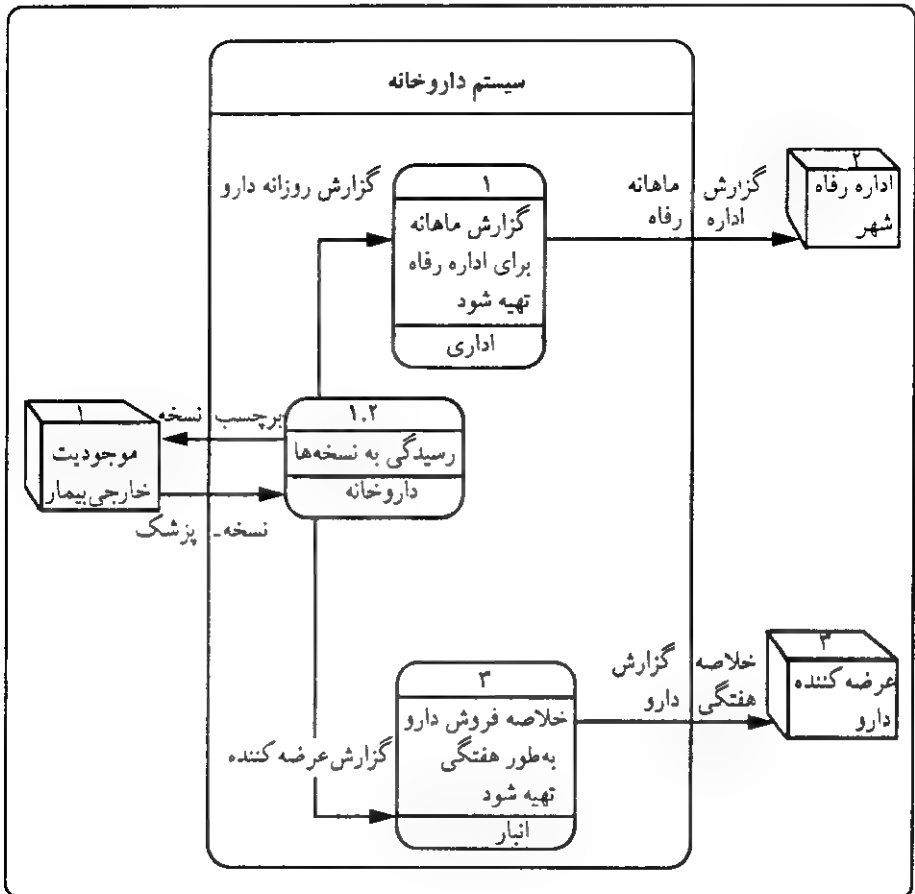 سیستم داروخانه
گزارش روزانه دارو
۱
گزارش ماهانه
برای اداره رفاه
تهیه شود
اداری
گزارش ماهانه
اداره رفاه
۲
اداره رفاه
شهر
۱
موجودیت
خارجی‌بیمار
برچسب نسخه
نسخه - پزشک
۱.۲
رسیدگی به نسخه‌ها
داروخانه
گزارش عرضه کننده
۳
خلاصه فروش دارو
به‌طور هفتگی
تهیه شود
انبار
خلاصه گزارش
هفتگی دارو
۳
عرضه کننده
دارو